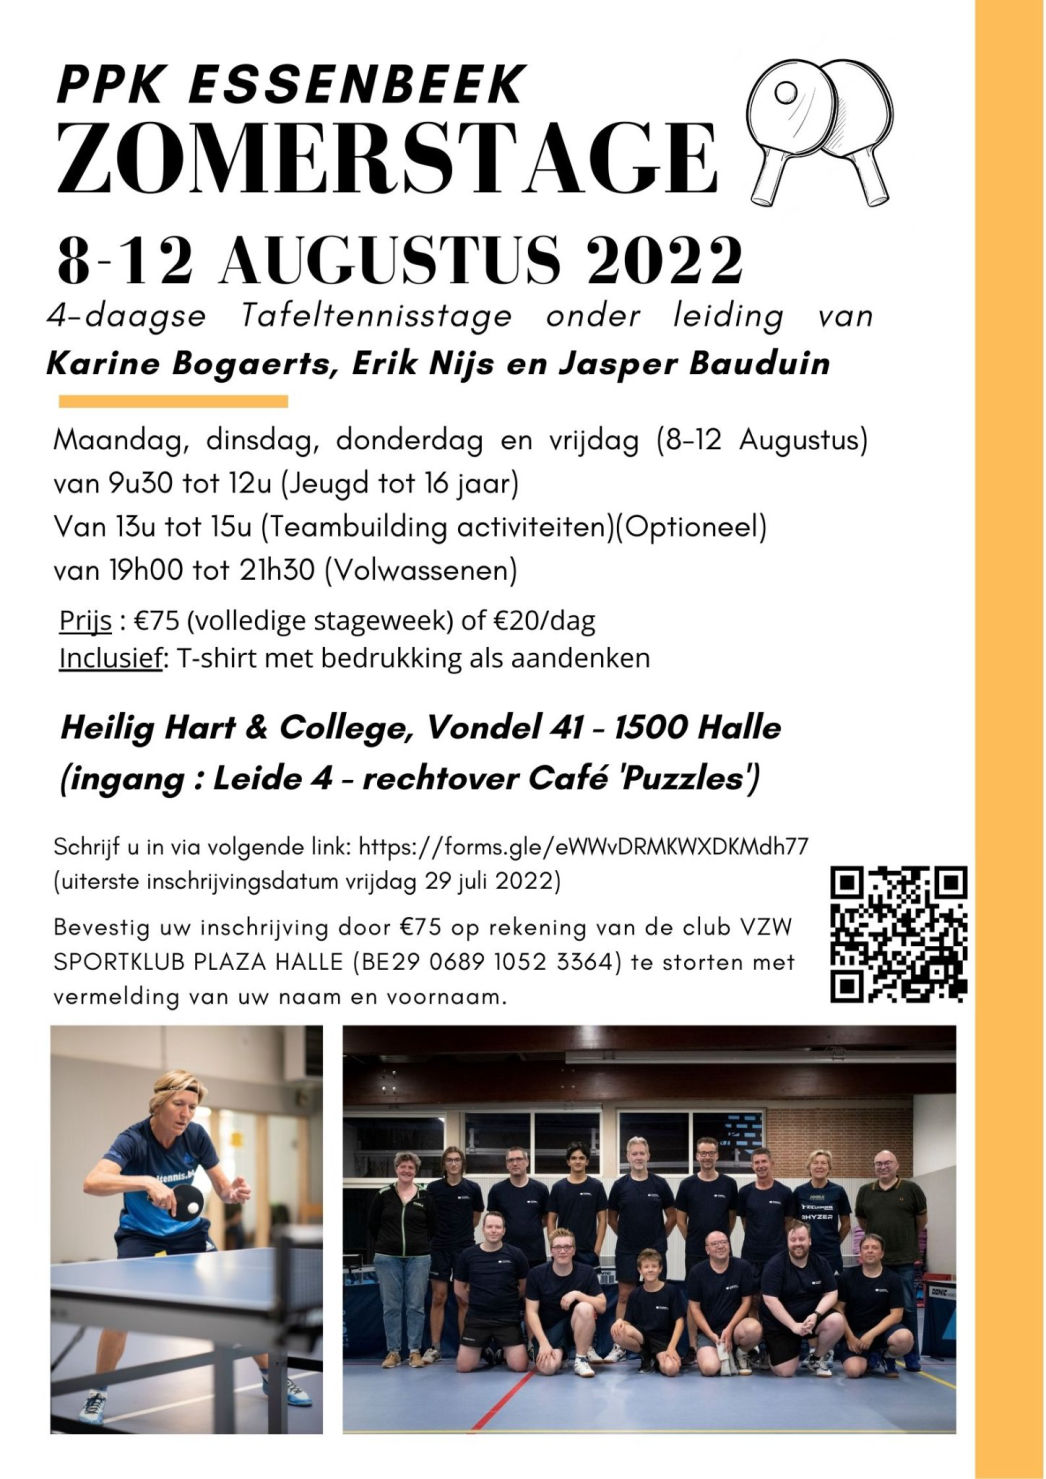 PPK ESSENBEEK
ZOMERSTAGE
8-12 AUGUSTUS 2022
4-daagse Tafeltennisstage onder leiding van
Karine Bogaerts, Erik Nijs en Jasper Bauduin
Maandag, dinsdag, donderdag en vrijdag (8-12 Augustus)
van 9u30 tot 12u (Jeugd tot 16 jaar)
Van 13u tot 15u (Teambuilding activiteiten)(Optioneel)
van 19h00 tot 21h30 (Volwassenen)
Prijs : €75 (volledige stageweek) of €20/dag
Inclusief: T-shirt met bedrukking als aandenken
Heilig Hart & College, Vondel 41 - 1500 Halle
(ingang : Leide 4 - rechtover Café 'Puzzles')
Schrijf u in via volgende link: https://forms.gle/eWWvDRMKWXDKMdh77
(uiterste inschrijvingsdatum vrijdag 29 juli 2022)
Bevestig uw inschrijving door €75 op rekening van de club VZW
SPORTKLUB PLAZA HALLE (BE29 0689 1052 3364) te storten met
vermelding van uw naam en voornaam.